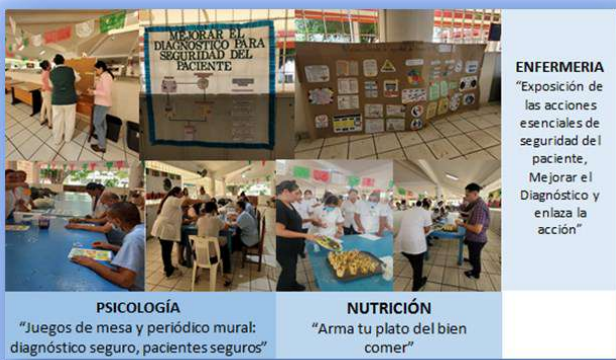 MEJORAR EL
DIAGNÓSTICO PARA
SEGURIDAD DEL
PACIENTE
ENFERMERIA
“Exposición de
las acciones
esenciales de
seguridad del
paciente,
Mejorar el
Diagnóstico y
enlaza la
acción”
PSICOLOGÍA
“Juegos de mesa y periódico mural:
diagnóstico seguro, pacientes seguros”
NUTRICIÓN
“Arma tu plato del bien
comer”